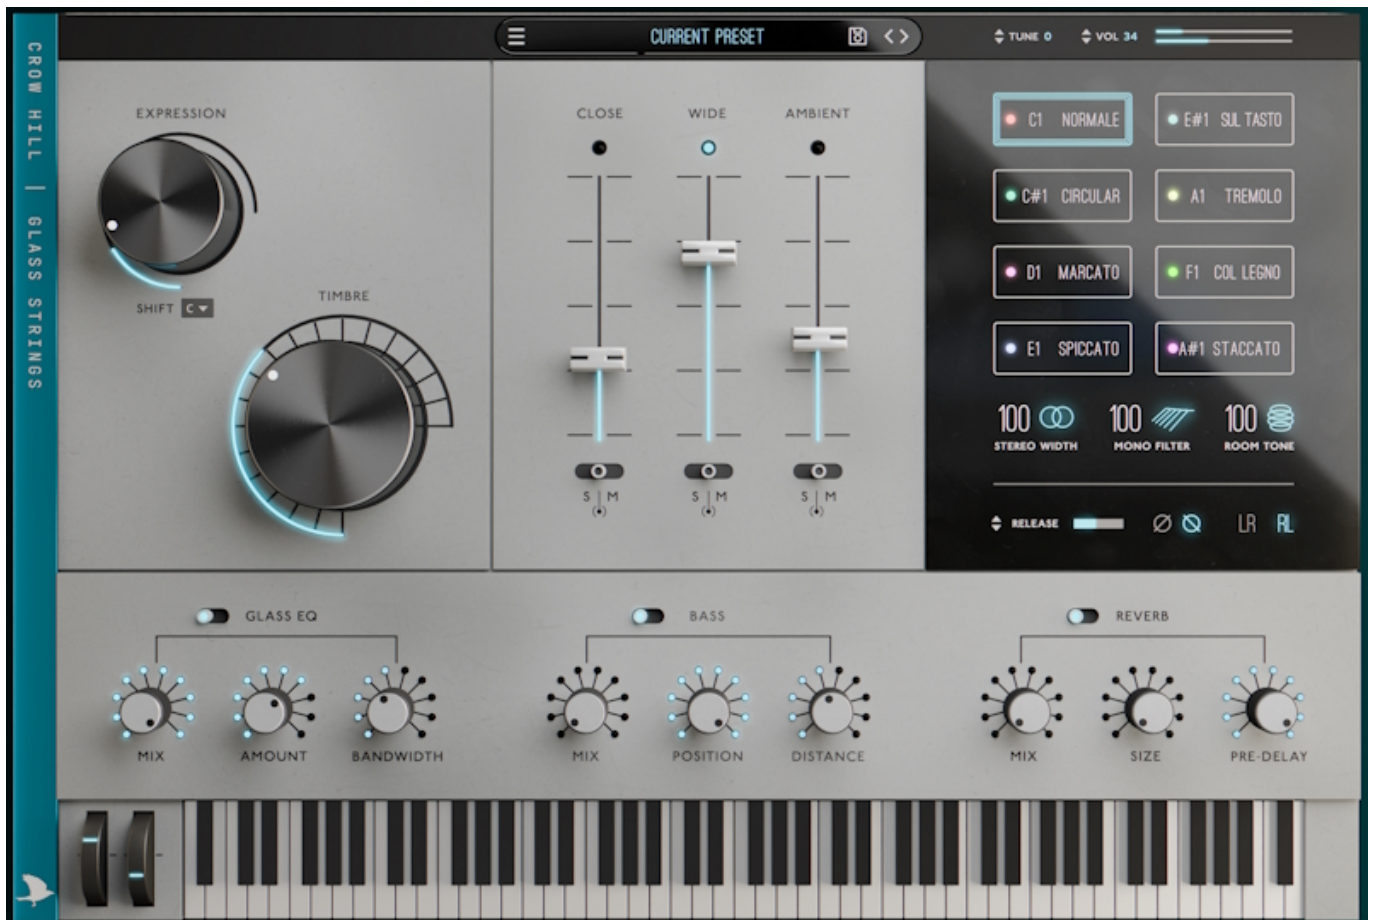 CROW HILL | GLASS STRINGS
CURRENT PRESET
TUNE 0
VOL 34
EXPRESSION
SHIFT C
TIMBRE
CLOSE
WIDE
AMBIENT
S | M
S | M
S | M
C1 NORMALE
E#1 SUL TASTO
C#1 CIRCULAR
A1 TREMOLO
D1 MARCATO
F1 COL LEGNO
E1 SPICCATO
A#1 STACCATO
100
STEREO WIDTH
100
MONO FILTER
100
ROOM TONE
RELEASE
LR
RL
GLASS EQ
MIX
AMOUNT
BANDWIDTH
BASS
MIX
POSITION
DISTANCE
REVERB
MIX
SIZE
PRE-DELAY